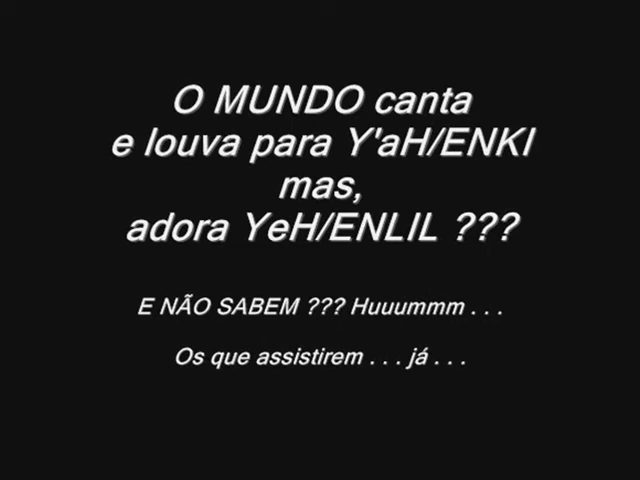 O MUNDO canta
e louva para Y'aH/ENKI
mas,
adora YeH/ENLIL ???
E NÃO SABEM ??? Huuummm . . .
Os que assistirem . . . já . . .